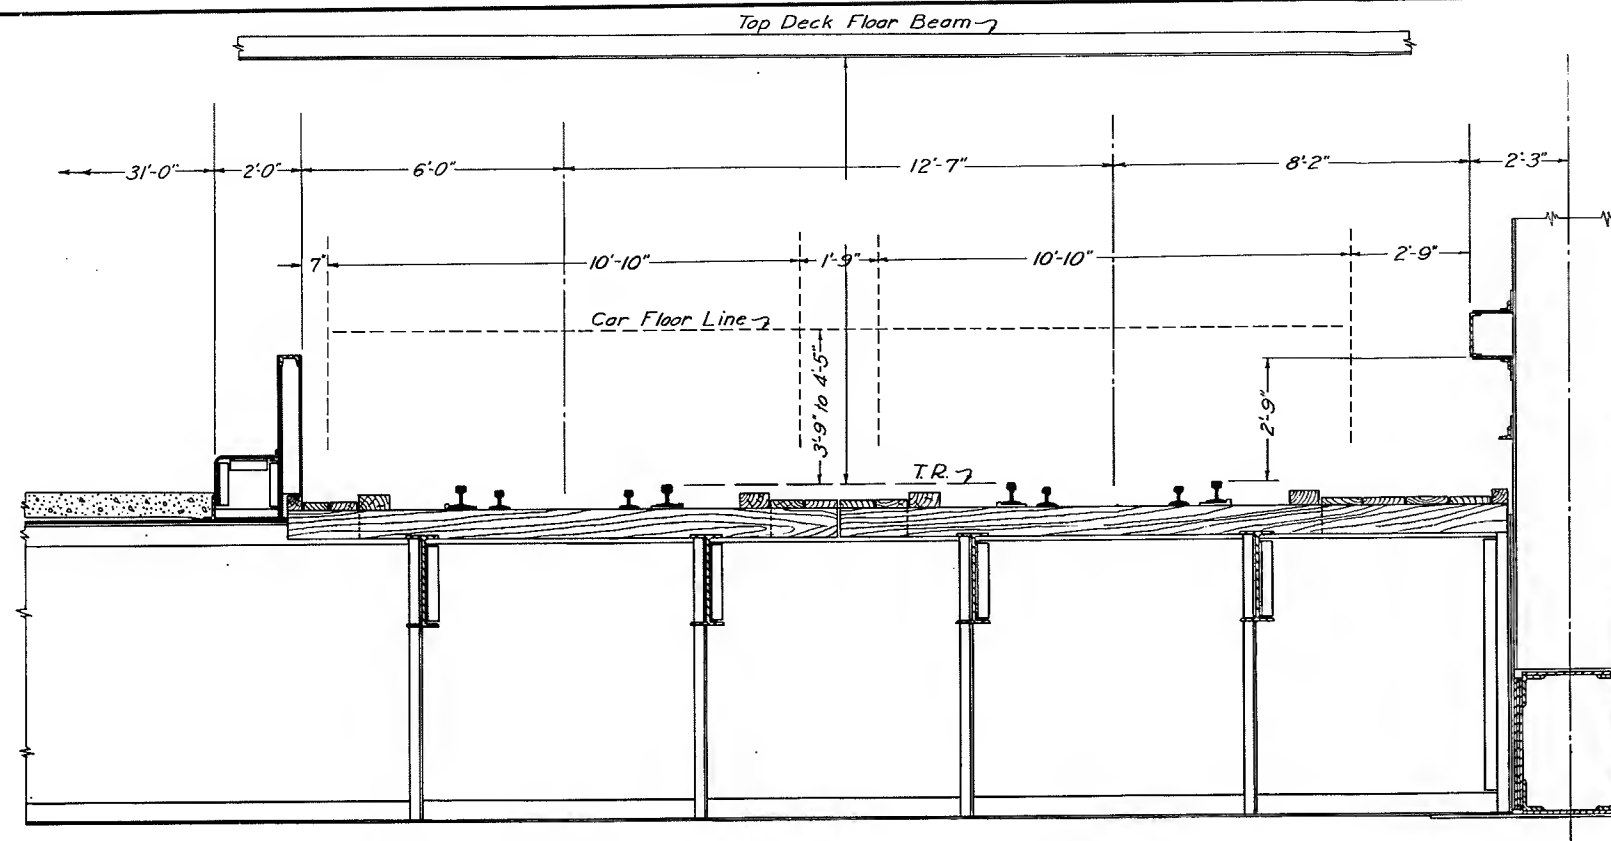 Top Deck Floor Beam
31'-0" 2'-0" 6'-0" 12'-7" 8'-2" 2'-3"
7" 10'-10" 1'-9" 10'-10" 2'-9"
Car Floor Line
3'-9" to 4'-5"
2'-9"
T.R.